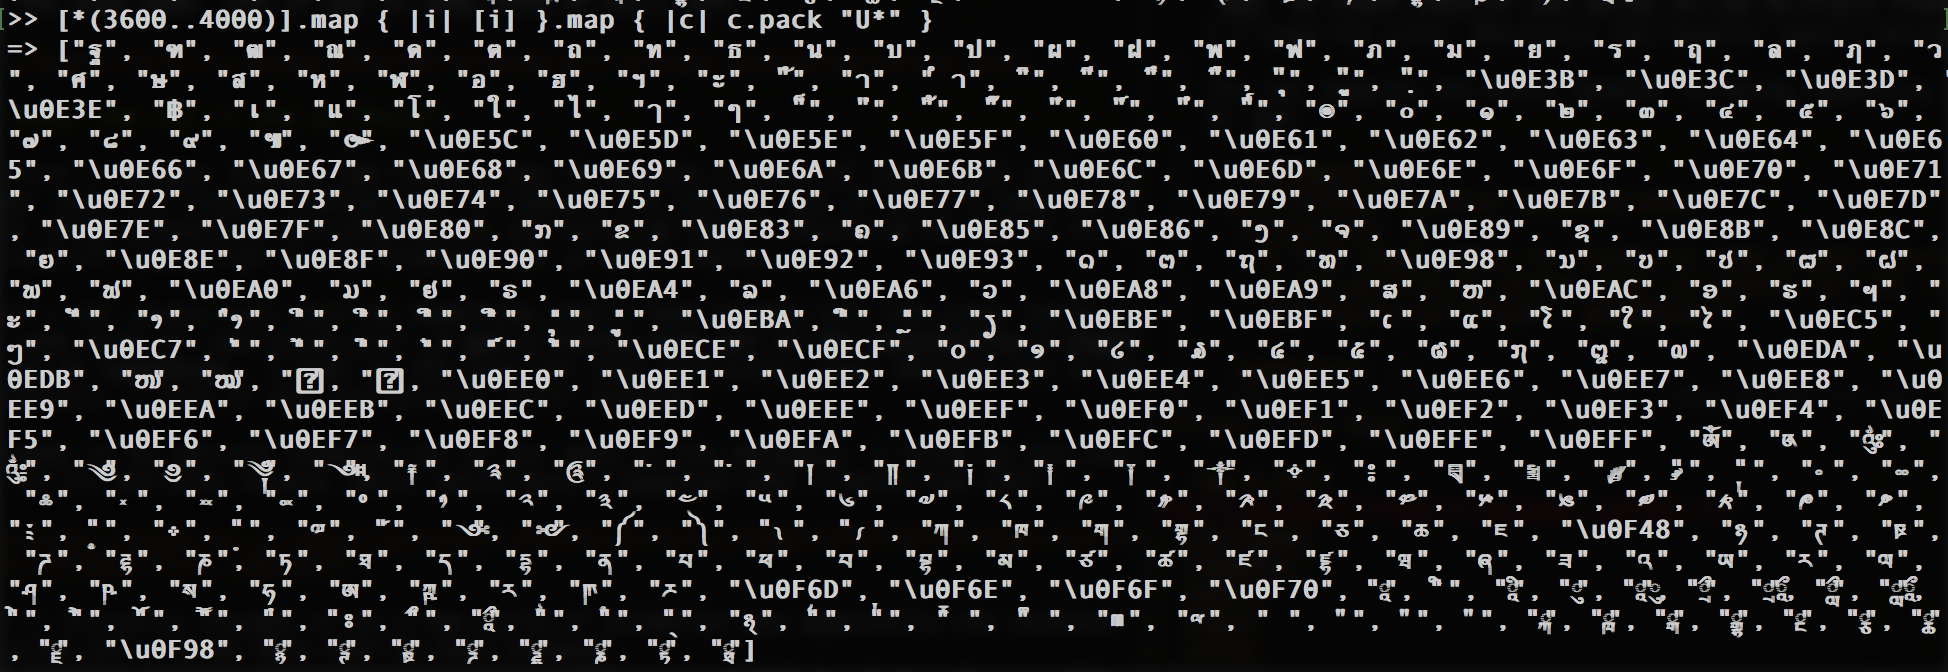 >> [*(3600..4000)].map { |i| [i] }.map { |c| c.pack "U*" }
=> ["ฐ", "ฑ", "ฒ", "ณ", "ด", "ต", "ถ", "ท", "ธ", "น", "บ", "ป", "ผ", "ฝ", "พ", "ฟ", "ภ", "ม", "ย", "ร", "ฤ", "ล", "ฦ", "ว
", "ศ", "ษ", "ส", "ห", "ฬ", "อ", "ฮ", "ฯ", "ะ", "ั", "า", "ำ", "ิ", "ี", "ึ", "ื", "ุ", "ู", "ฺ", "\u0E3B", "\u0E3C", "\u0E3D", "
\u0E3E", "฿", "เ", "แ", "โ", "ใ", "ไ", "ๅ", "ๆ", "็", "่", "้", "๊", "๋", "์", "ํ", "๎", "๏", "๐", "๑", "๒", "๓", "๔", "๕", "๖",
"๗", "๘", "๙", "๚", "๛", "\u0E5C", "\u0E5D", "\u0E5E", "\u0E5F", "\u0E60", "\u0E61", "\u0E62", "\u0E63", "\u0E64", "\u0E6
5", "\u0E66", "\u0E67", "\u0E68", "\u0E69", "\u0E6A", "\u0E6B", "\u0E6C", "\u0E6D", "\u0E6E", "\u0E6F", "\u0E70", "\u0E71
", "\u0E72", "\u0E73", "\u0E74", "\u0E75", "\u0E76", "\u0E77", "\u0E78", "\u0E79", "\u0E7A", "\u0E7B", "\u0E7C", "\u0E7D"
, "\u0E7E", "\u0E7F", "\u0E80", "ກ", "ຂ", "\u0E83", "ຄ", "\u0E85", "\u0E86", "ງ", "ຈ", "\u0E89", "ຊ", "\u0E8B", "\u0E8C",
"ຍ", "\u0E8E", "\u0E8F", "\u0E90", "\u0E91", "\u0E92", "\u0E93", "ດ", "ຕ", "ຖ", "ທ", "\u0E98", "ນ", "ບ", "ປ", "ຜ", "ຝ",
"ພ", "ຟ", "\u0EA0", "ມ", "ຢ", "ຣ", "\u0EA4", "ລ", "\u0EA6", "ວ", "\u0EA8", "\u0EA9", "ສ", "ຫ", "\u0EAC", "ອ", "ຮ", "ຯ", "
ະ", "ັ", "າ", "ຳ", "ິ", "ີ", "ຶ", "ື", "ຸ", "ູ", "\u0EBA", "ົ", "ຼ", "ຽ", "\u0EBE", "\u0EBF", "ເ", "ແ", "ໂ", "ໃ", "ໄ", "\u0EC5", "
ໆ", "\u0EC7", "່", "້", "໊", "໋", "໌", "ໍ", "\u0ECE", "\u0ECF", "໐", "໑", "໒", "໓", "໔", "໕", "໖", "໗", "໘", "໙", "\u0EDA", "\u
0EDB", "ໜ", "ໝ", "ໞ", "ໟ", "\u0EE0", "\u0EE1", "\u0EE2", "\u0EE3", "\u0EE4", "\u0EE5", "\u0EE6", "\u0EE7", "\u0EE8", "\u0
EE9", "\u0EEA", "\u0EEB", "\u0EEC", "\u0EED", "\u0EEE", "\u0EEF", "\u0EF0", "\u0EF1", "\u0EF2", "\u0EF3", "\u0EF4", "\u0E
F5", "\u0EF6", "\u0EF7", "\u0EF8", "\u0EF9", "\u0EFA", "\u0EFB", "\u0EFC", "\u0EFD", "\u0EFE", "\u0EFF", "ༀ", "༁", "༂", "
༃", "༄", "༅", "༆", "༇", "༈", "༉", "༊", "་", "༌", "།", "༎", "༏", "༐", "༑", "༒", "༓", "༔", "༕", "༖", "༗", "༘", "༙", "༚", "༛",
"༜", "༝", "༞", "༟", "༠", "༡", "༢", "༣", "༤", "༥", "༦", "༧", "༨", "༩", "༪", "༫", "༬", "༭", "༮", "༯", "༰", "༱", "༲", "༳",
"༴", "༵", "༶", "༷", "༸", "༹", "༺", "༻", "༼", "༽", "༾", "༿", "ཀ", "ཁ", "ག", "གྷ", "ང", "ཅ", "ཆ", "ཇ", "\u0F48", "ཉ", "ཊ", "ཋ",
"ཌ", "ཌྷ", "ཎ", "ཏ", "ཐ", "ད", "དྷ", "ན", "པ", "ཕ", "བ", "བྷ", "མ", "ཙ", "ཚ", "ཛ", "ཛྷ", "ཝ", "ཞ", "ཟ", "འ", "ཡ", "ར", "ལ",
"ཤ", "ཥ", "ས", "ཧ", "ཨ", "ཀྵ", "ཪ", "ཫ", "ཬ", "\u0F6D", "\u0F6E", "\u0F6F", "\u0F70", "ཱ", "ི", "ཱི", "ུ", "ཱུ", "ྲྀ", "ཷ", "ླྀ", "ཹ",
"ེ", "ཻ", "ོ", "ཽ", "ཾ", "ཿ", "ྀ", "ཱྀ", "ྂ", "ྃ", "྄", "྅", "྆", "྇", "ྈ", "ྉ", "ྊ", "ྋ", "ྌ", "ྍ", "ྎ", "ྏ", "ྐ", "ྑ", "ྒ", "ྒྷ", "ྔ", "ྕ", "ྖ"
, "ྗ", "\u0F98", "ྙ", "ྚ", "ྛ", "ྜ", "ྜྷ", "ྞ", "ྟ", "ྠ"]